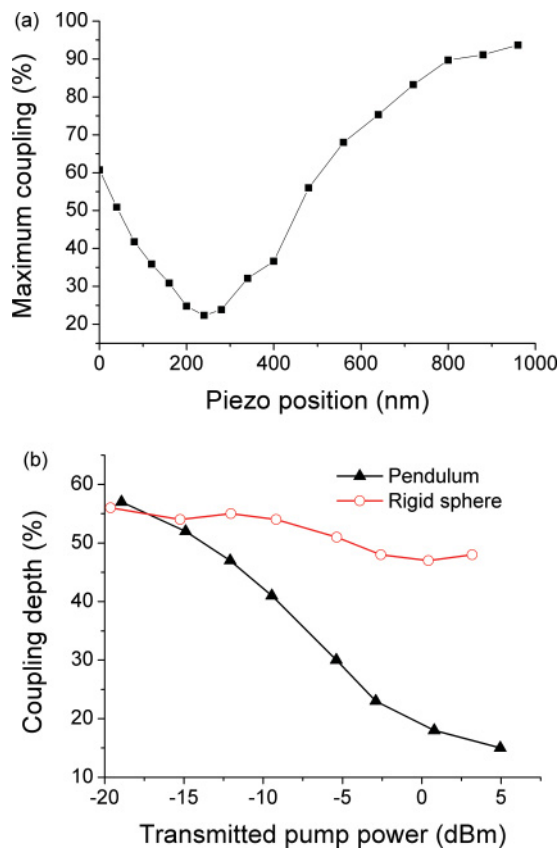 (a)
100
90
80
70
60
50
40
30
20
Maximum coupling (%)
0 200 400 600 800 1000
Piezo position (nm)
(b)
Pendulum
Rigid sphere
60
50
40
30
20
10
Coupling depth (%)
-20 -15 -10 -5 0 5
Transmitted pump power (dBm)